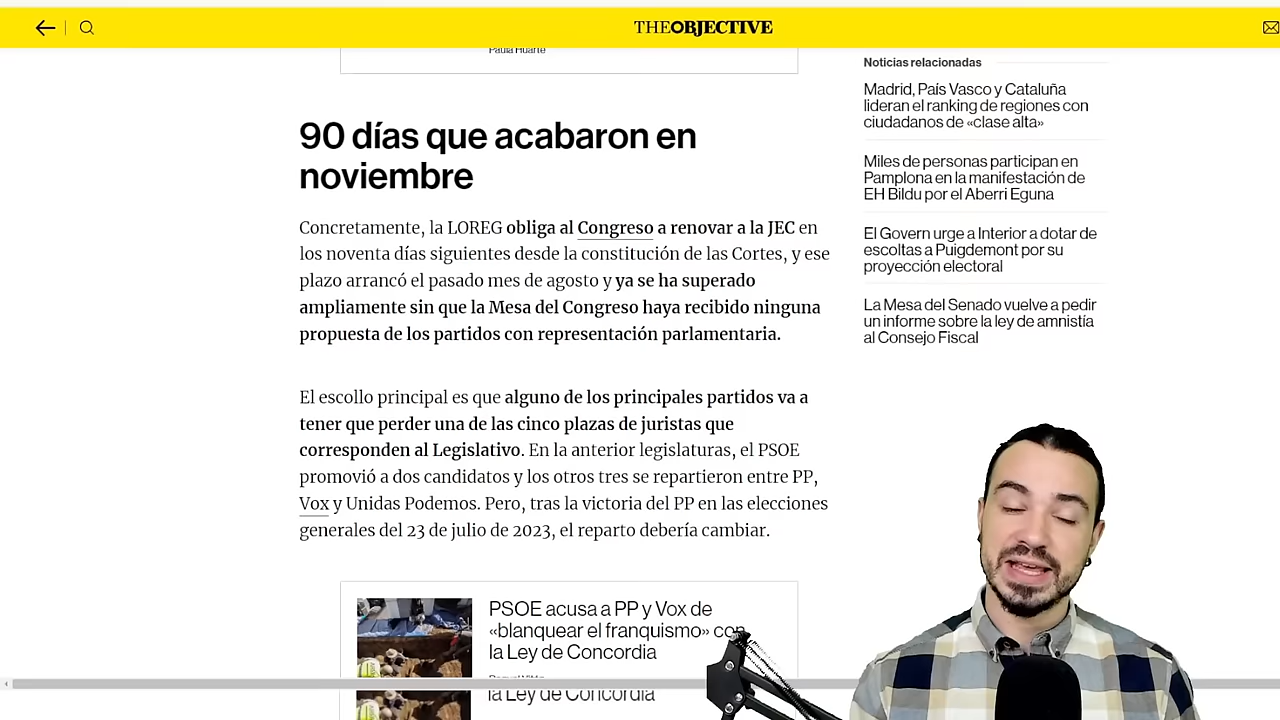 THEOBJECTIVE
Paula Huarte
90 días que acabaron en
noviembre
Concretamente, la LOREG obliga al Congreso a renovar a la JEC en
los noventa días siguientes desde la constitución de las Cortes, y ese
plazo arrancó el pasado mes de agosto y ya se ha superado
ampliamente sin que la Mesa del Congreso haya recibido ninguna
propuesta de los partidos con representación parlamentaria.
El escollo principal es que alguno de los principales partidos va a
tener que perder una de las cinco plazas de juristas que
corresponden al Legislativo. En la anterior legislaturas, el PSOE
promovió a dos candidatos y los otros tres se repartieron entre PP,
Vox y Unidas Podemos. Pero, tras la victoria del PP en las elecciones
generales del 23 de julio de 2023, el reparto debería cambiar.
PSOE acusa a PP y Vox de
«blanquear el franquismo» con
la Ley de Concordia
la Ley de Concordia
Noticias relacionadas
Madrid, País Vasco y Cataluña
lideran el ranking de regiones con
ciudadanos de «clase alta»
Miles de personas participan en
Pamplona en la manifestación de
EH Bildu por el Aberri Eguna
El Govern urge a Interior a dotar de
escoltas a Puigdemont por su
proyección electoral
La Mesa del Senado vuelve a pedir
un informe sobre la ley de amnistía
al Consejo Fiscal